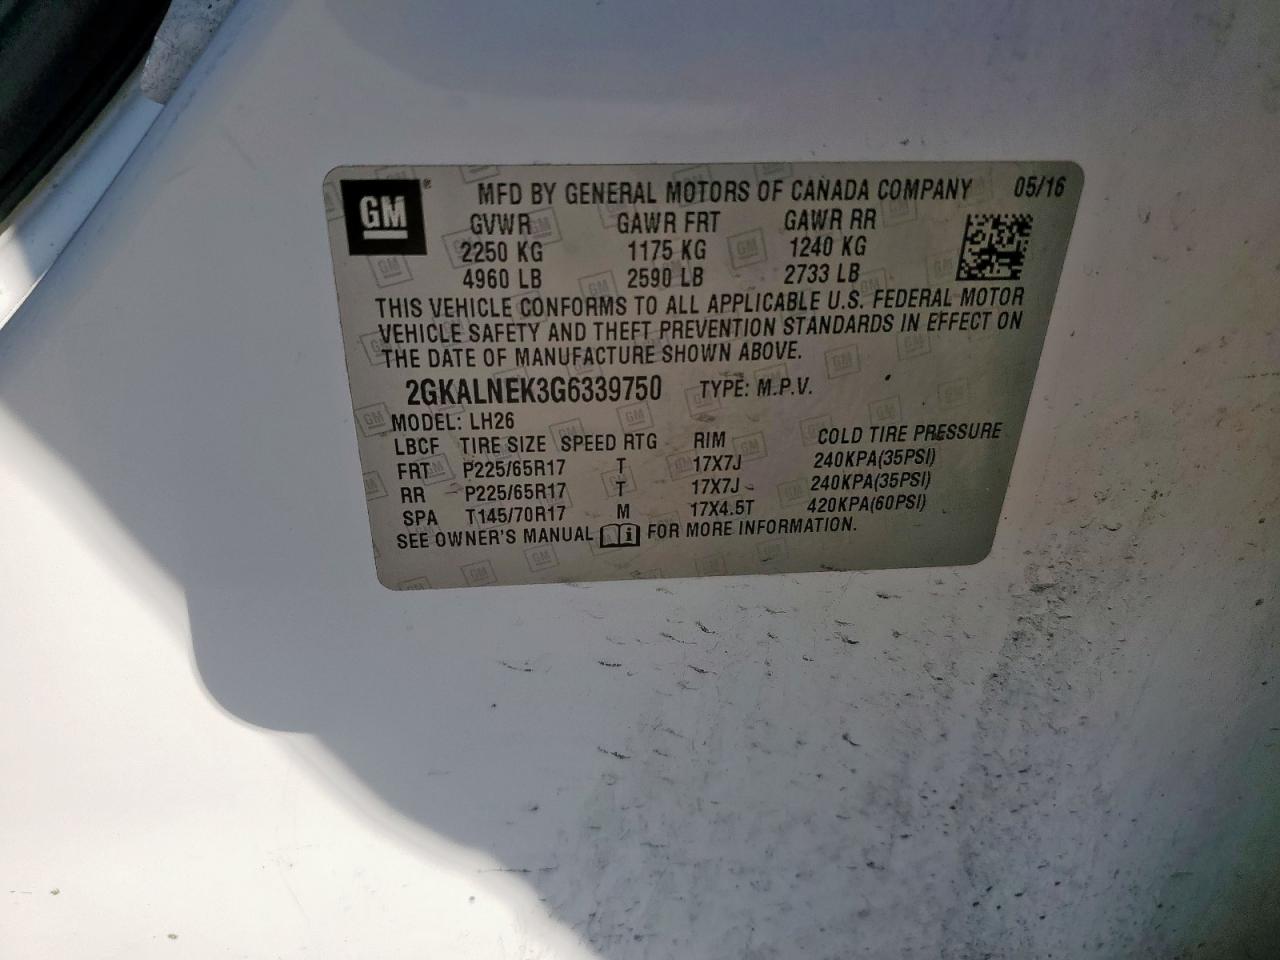 GM® MFD BY GENERAL MOTORS OF CANADA COMPANY 05/16
GVWR GAWR FRT GAWR RR
2250 KG 1175 KG 1240 KG
4960 LB 2590 LB 2733 LB
THIS VEHICLE CONFORMS TO ALL APPLICABLE U.S. FEDERAL MOTOR
VEHICLE SAFETY AND THEFT PREVENTION STANDARDS IN EFFECT ON
THE DATE OF MANUFACTURE SHOWN ABOVE.
2GKALNEK3G6339750 TYPE: M.P.V.
MODEL: LH26
LBCF TIRE SIZE SPEED RTG RIM COLD TIRE PRESSURE
FRT P225/65R17 T 17X7J 240KPA(35PSI)
RR P225/65R17 T 17X7J 240KPA(35PSI)
SPA T145/70R17 M 17X4.5T 420KPA(60PSI)
SEE OWNER'S MANUAL FOR MORE INFORMATION.